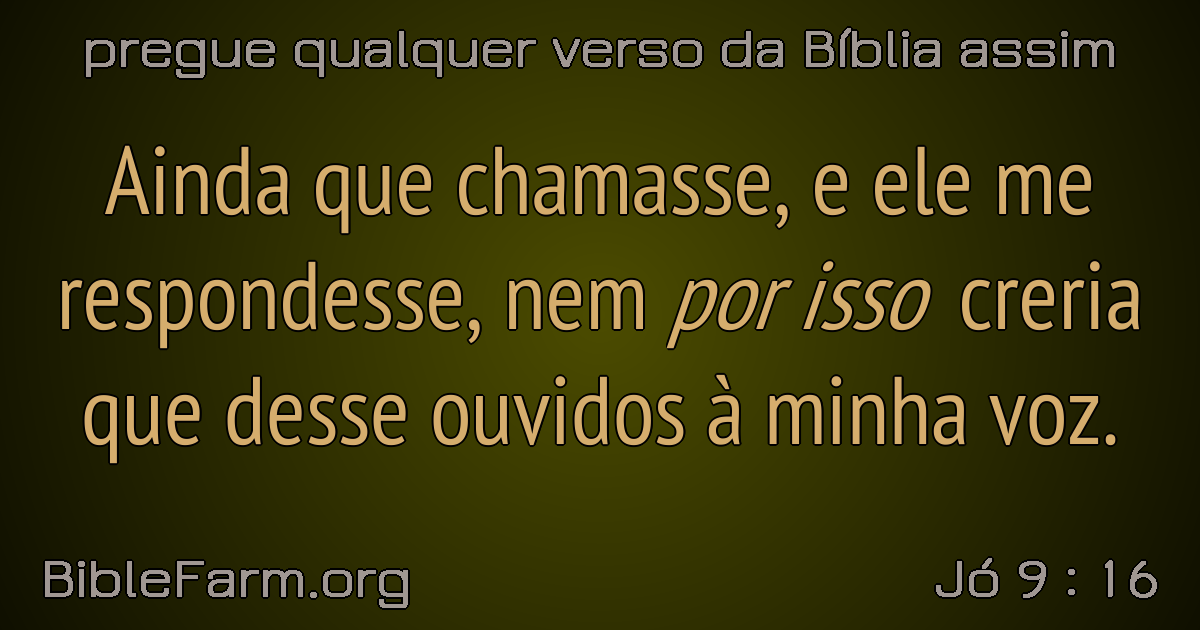 pregue qualquer verso da Bíblia assim
Ainda que chamasse, e ele me
respondesse, nem por isso creria
que desse ouvidos à minha voz.
BibleFarm.org
Jó 9 : 16